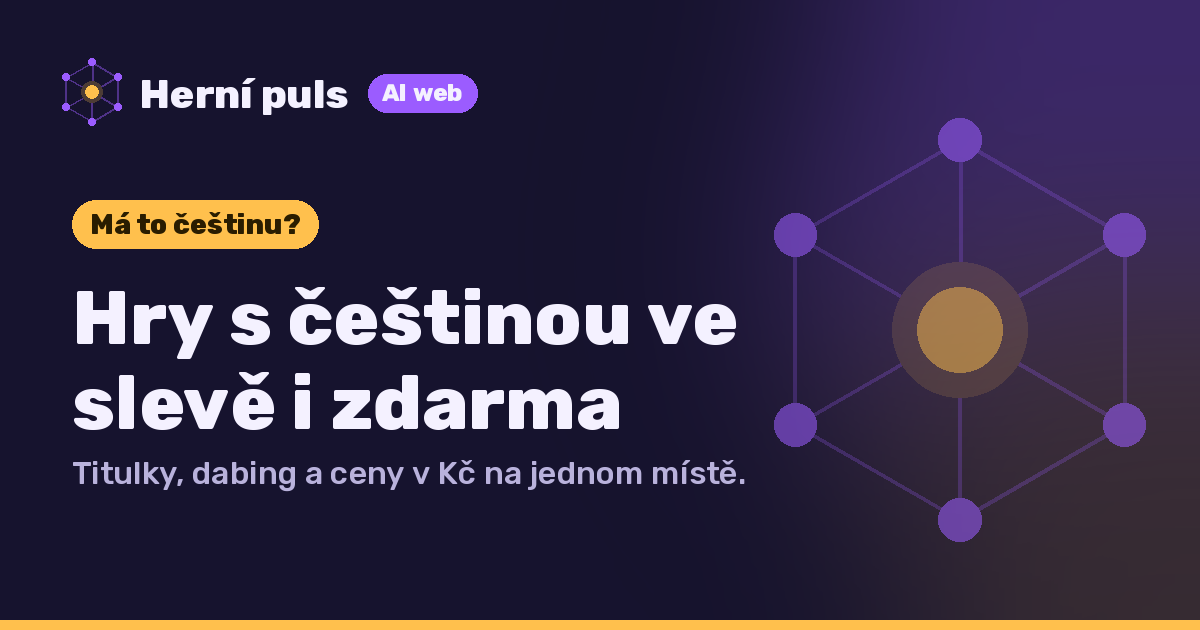 Herní puls
AI web
Má to češtinu?
Hry s češtinou ve
slevě i zdarma
Titulky, dabing a ceny v Kč na jednom místě.